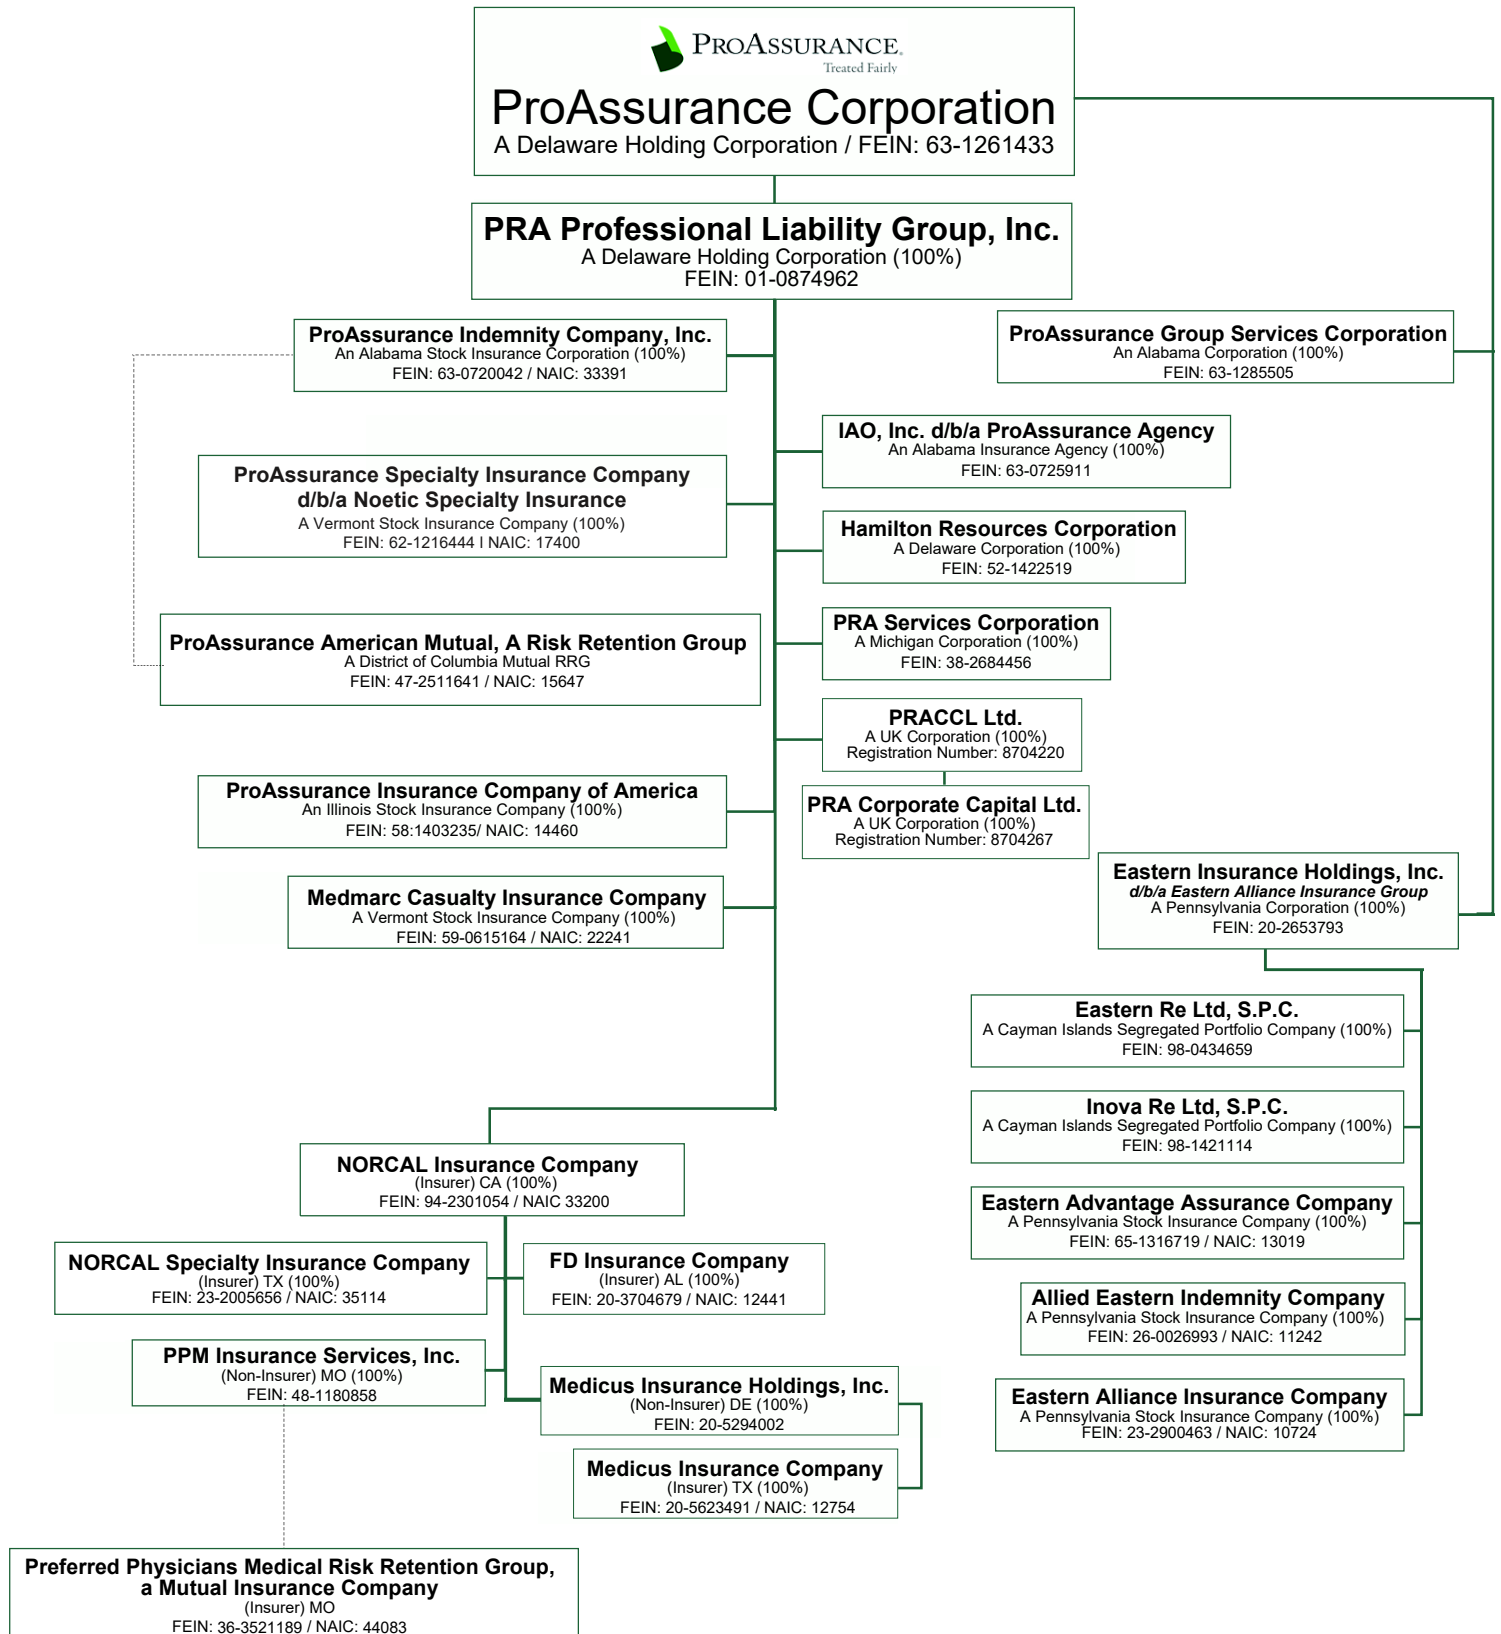 PROASSURANCE.
Treated Fairly
ProAssurance Corporation
A Delaware Holding Corporation / FEIN: 63-1261433
PRA Professional Liability Group, Inc.
A Delaware Holding Corporation (100%)
FEIN: 01-0874962
ProAssurance Indemnity Company, Inc.
An Alabama Stock Insurance Corporation (100%)
FEIN: 63-0720042 / NAIC: 33391
ProAssurance Group Services Corporation
An Alabama Corporation (100%)
FEIN: 63-1285505
IAO, Inc. d/b/a ProAssurance Agency
An Alabama Insurance Agency (100%)
FEIN: 63-0725911
ProAssurance Specialty Insurance Company
d/b/a Noetic Specialty Insurance
A Vermont Stock Insurance Company (100%)
FEIN: 62-1216444 I NAIC: 17400
Hamilton Resources Corporation
A Delaware Corporation (100%)
FEIN: 52-1422519
ProAssurance American Mutual, A Risk Retention Group
A District of Columbia Mutual RRG
FEIN: 47-2511641 / NAIC: 15647
PRA Services Corporation
A Michigan Corporation (100%)
FEIN: 38-2684456
PRACCL Ltd.
A UK Corporation (100%)
Registration Number: 8704220
PRA Corporate Capital Ltd.
A UK Corporation (100%)
Registration Number: 8704267
ProAssurance Insurance Company of America
An Illinois Stock Insurance Company (100%)
FEIN: 58:1403235/ NAIC: 14460
Medmarc Casualty Insurance Company
A Vermont Stock Insurance Company (100%)
FEIN: 59-0615164 / NAIC: 22241
Eastern Insurance Holdings, Inc.
d/b/a Eastern Alliance Insurance Group
A Pennsylvania Corporation (100%)
FEIN: 20-2653793
Eastern Re Ltd, S.P.C.
A Cayman Islands Segregated Portfolio Company (100%)
FEIN: 98-0434659
Inova Re Ltd, S.P.C.
A Cayman Islands Segregated Portfolio Company (100%)
FEIN: 98-1421114
Eastern Advantage Assurance Company
A Pennsylvania Stock Insurance Company (100%)
FEIN: 65-1316719 / NAIC: 13019
Allied Eastern Indemnity Company
A Pennsylvania Stock Insurance Company (100%)
FEIN: 26-0026993 / NAIC: 11242
Eastern Alliance Insurance Company
A Pennsylvania Stock Insurance Company (100%)
FEIN: 23-2900463 / NAIC: 10724
NORCAL Insurance Company
(Insurer) CA (100%)
FEIN: 94-2301054 / NAIC 33200
NORCAL Specialty Insurance Company
(Insurer) TX (100%)
FEIN: 23-2005656 / NAIC: 35114
FD Insurance Company
(Insurer) AL (100%)
FEIN: 20-3704679 / NAIC: 12441
PPM Insurance Services, Inc.
(Non-Insurer) MO (100%)
FEIN: 48-1180858
Medicus Insurance Holdings, Inc.
(Non-Insurer) DE (100%)
FEIN: 20-5294002
Medicus Insurance Company
(Insurer) TX (100%)
FEIN: 20-5623491 / NAIC: 12754
Preferred Physicians Medical Risk Retention Group,
a Mutual Insurance Company
(Insurer) MO
FEIN: 36-3521189 / NAIC: 44083